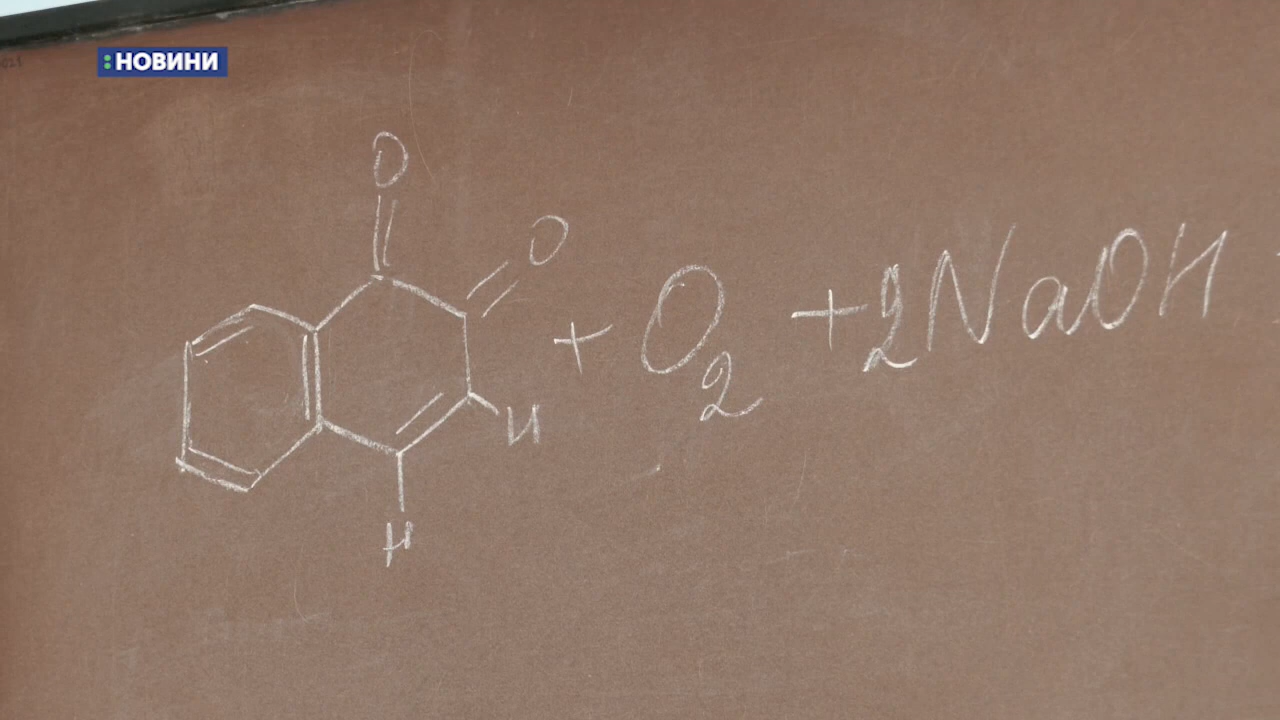 :НОВИНИ
O
O
+ O₂ + 2NaOH
H
H